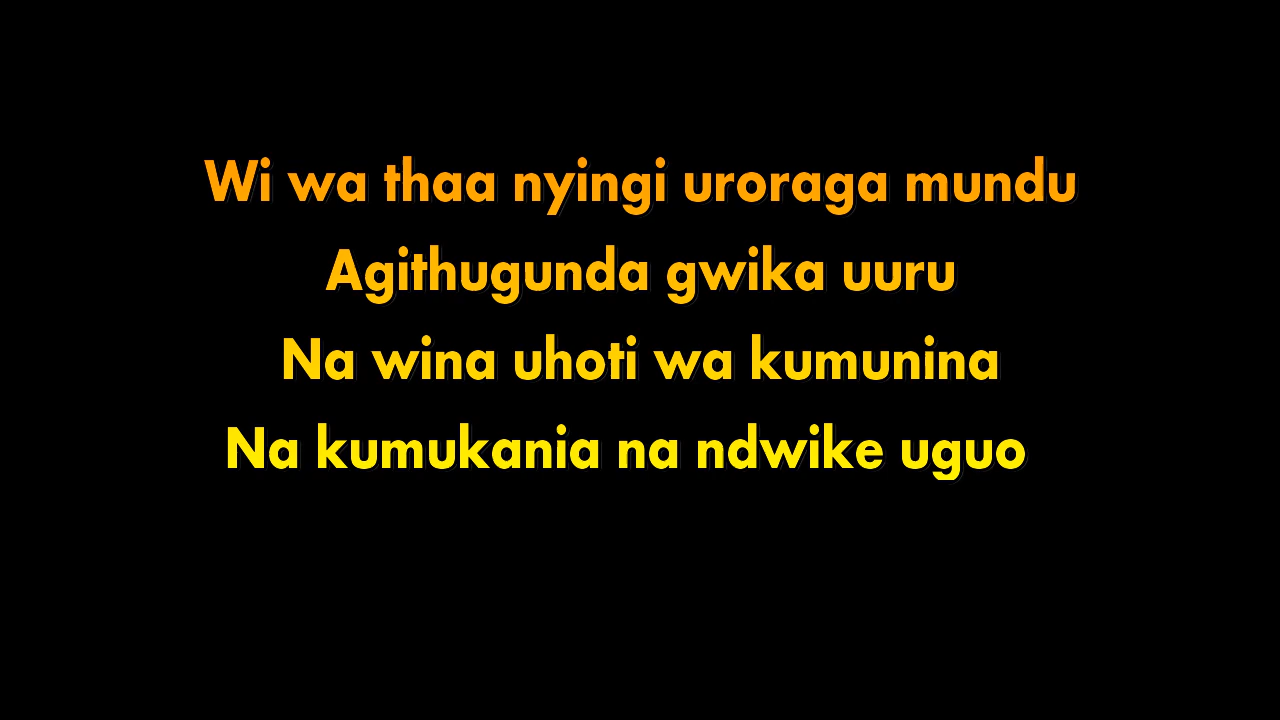 Wi wa thaa nyingi uroraga mundu
Agithugunda gwika uuru
Na wina uhoti wa kumunina
Na kumukania na ndwike uguo